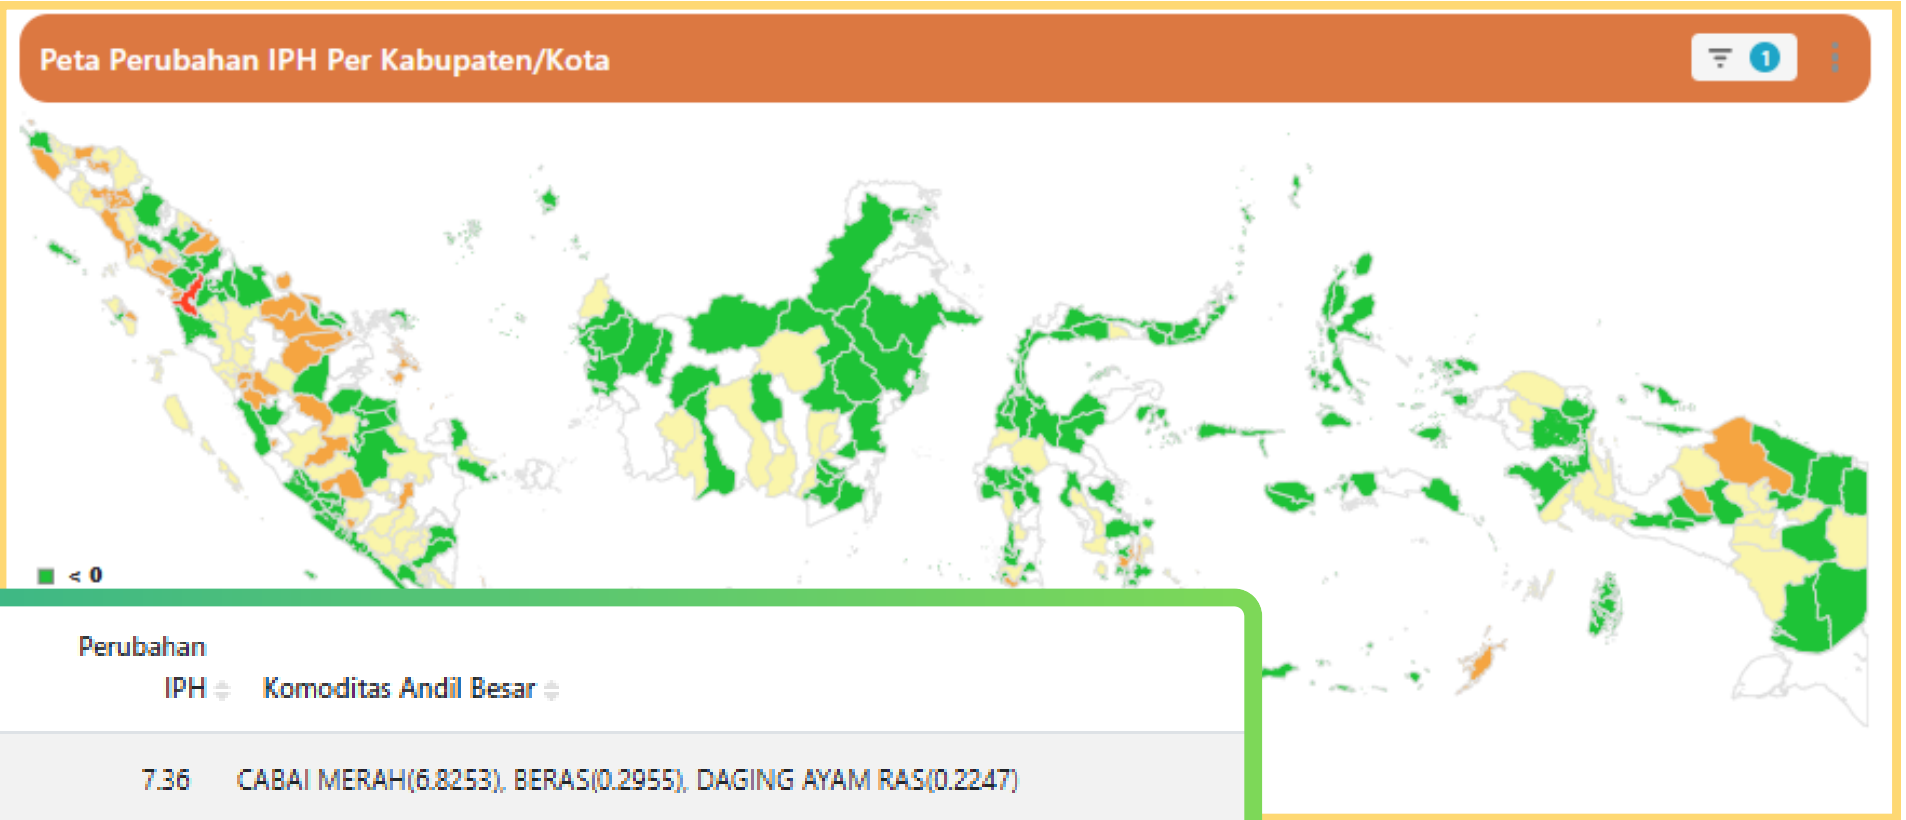 Peta Perubahan IPH Per Kabupaten/Kota
1
< 0
Perubahan
IPH
Komoditas Andil Besar
7.36
CABAI MERAH(6.8253), BERAS(0.2955), DAGING AYAM RAS(0.2247)